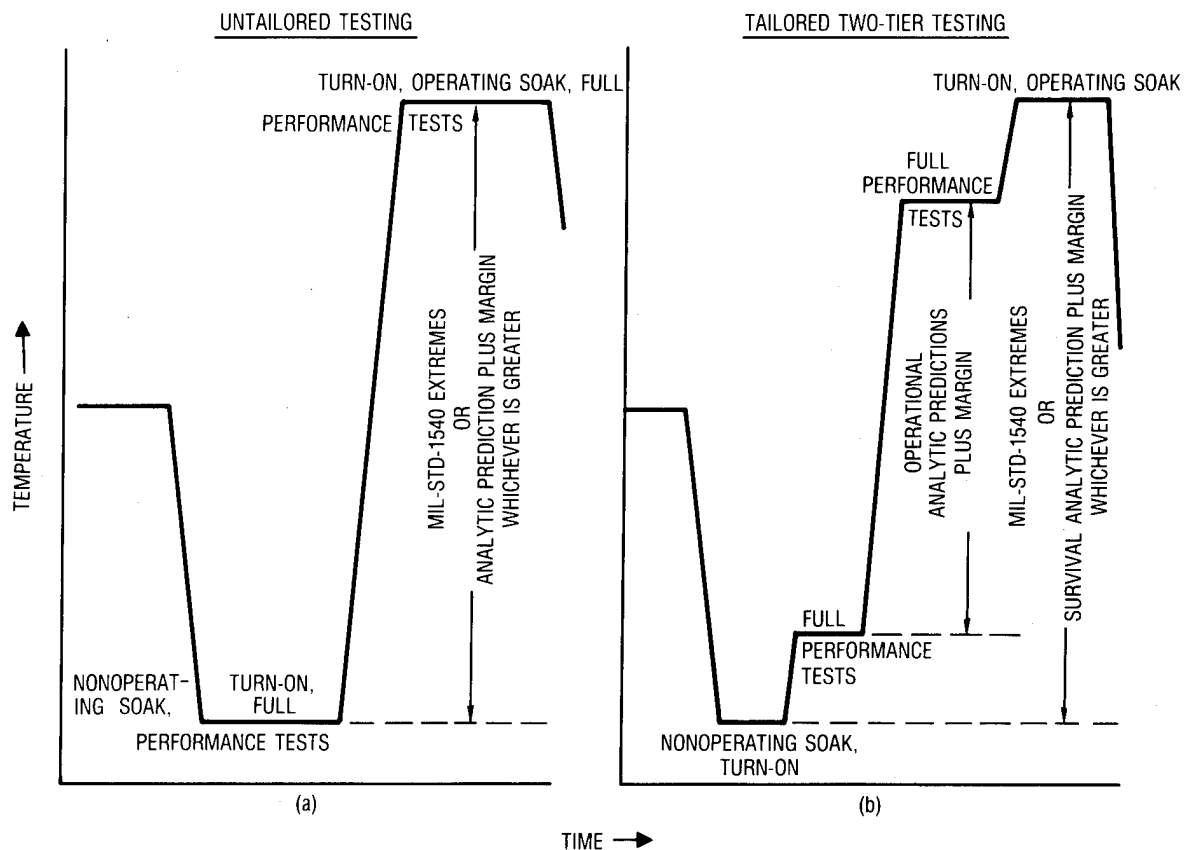 UNTAILORED TESTING
TURN-ON, OPERATING SOAK, FULL
PERFORMANCE TESTS
MIL-STD-1540 EXTREMES
OR
ANALYTIC PREDICTION PLUS MARGIN
WHICHEVER IS GREATER
NONOPERAT-
ING SOAK,
TURN-ON,
FULL
PERFORMANCE TESTS
(a)
TEMPERATURE
TAILORED TWO-TIER TESTING
TURN-ON, OPERATING SOAK
FULL
PERFORMANCE
TESTS
OPERATIONAL
ANALYTIC PREDICTIONS
PLUS MARGIN
MIL-STD-1540 EXTREMES
OR
SURVIVAL ANALYTIC PREDICTION PLUS MARGIN
WHICHEVER IS GREATER
FULL
PERFORMANCE
TESTS
NONOPERATING SOAK,
TURN-ON
(b)
TIME